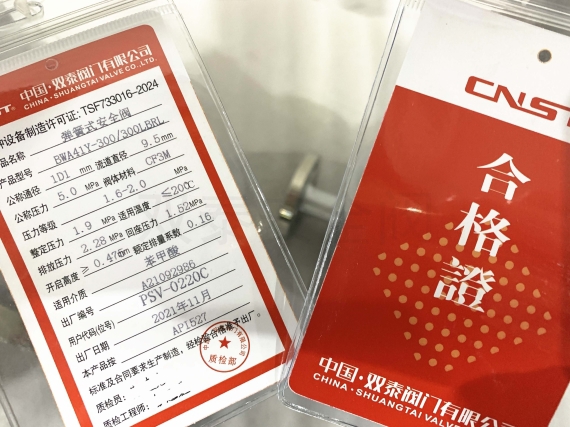 ST®
中国·双泰阀门有限公司
CHINA·SHUANGTAI VALVE CO.,LTD.
种设备制造许可证: TSF733016-2024
品名称: 弹簧式安全阀
产品型号 BWA41Y-300/300LBRL
公称通径 1D1 mm 流道直径 9.5mm
公称压力 5.0 MPa 阀体材料 CF3M
压力等级 1.6-2.0 MPa 适用温度 ≤200C
整定压力 1.9 MPa 回座压力 1.52MPa
排放压力 2.28 MPa 额定排量系数 0.16
开启高度 ≥ 0.475mm
适用介质 苯甲酸
出厂编号 A21092986
用户代码(位号) PSV-0220C
出厂日期 2021年11月
本产品按 API527
标准及合同要求生产制造, 经检验合格准予出厂。
质检员:
质检工程师:
质检部
CNST
合格證
中国·双泰阀门有限
CHINA·SHUANGTAI VALVE